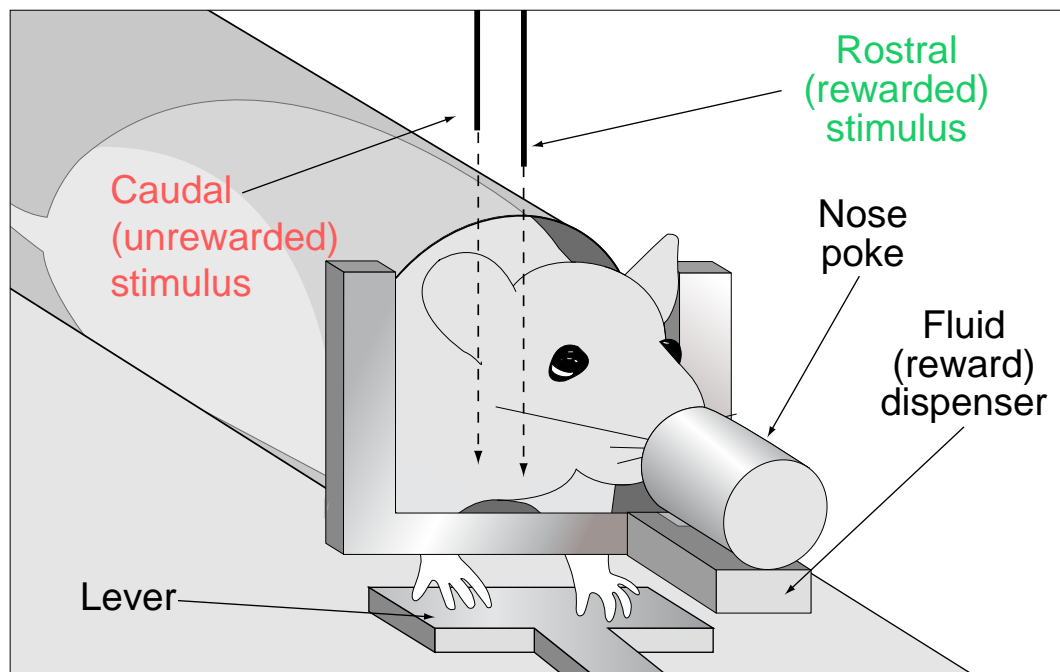 Rostral
(rewarded)
stimulus
Caudal
(unrewarded)
stimulus
Nose
poke
Fluid
(reward)
dispenser
Lever